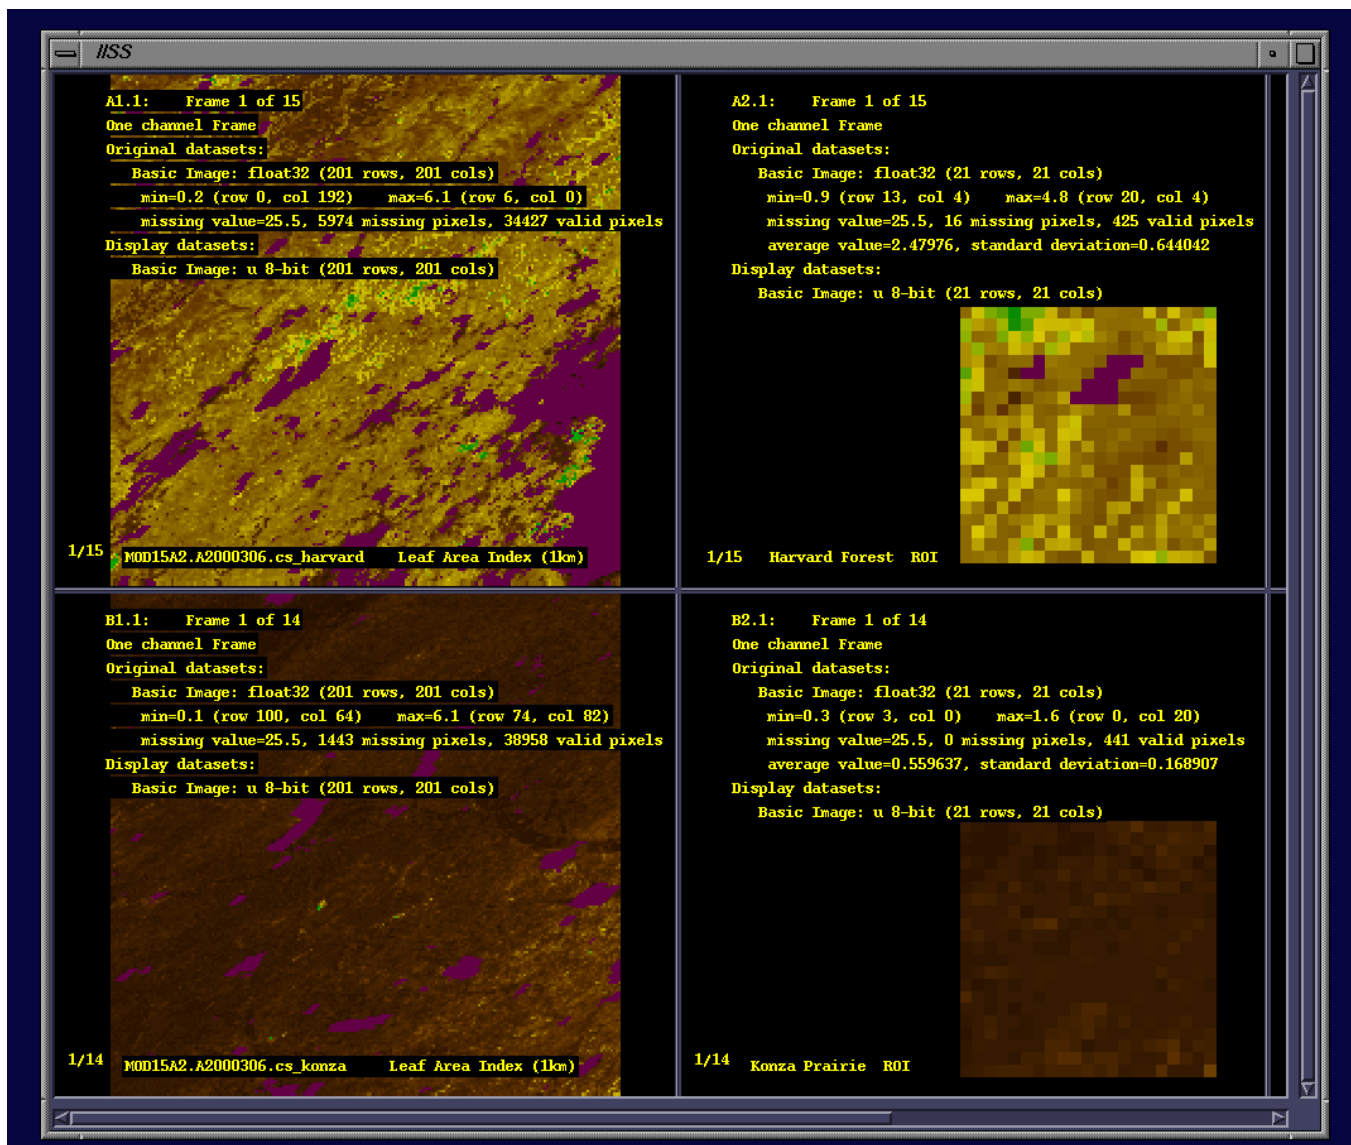 IISS
A1.1: Frame 1 of 15
One channel Frame
Original datasets:
Basic Image: float32 (201 rows, 201 cols)
min=0.2 (row 0, col 192) max=6.1 (row 6, col 0)
missing value=25.5, 5974 missing pixels, 34427 valid pixels
Display datasets:
Basic Image: u 8-bit (201 rows, 201 cols)
1/15 MOD15A2.A2000306.cs_harvard Leaf Area Index (1km)
A2.1: Frame 1 of 15
One channel Frame
Original datasets:
Basic Image: float32 (21 rows, 21 cols)
min=0.9 (row 13, col 4) max=4.8 (row 20, col 4)
missing value=25.5, 16 missing pixels, 425 valid pixels
average value=2.47976, standard deviation=0.644042
Display datasets:
Basic Image: u 8-bit (21 rows, 21 cols)
1/15 Harvard Forest ROI
B1.1: Frame 1 of 14
One channel Frame
Original datasets:
Basic Image: float32 (201 rows, 201 cols)
min=0.1 (row 100, col 64) max=6.1 (row 74, col 82)
missing value=25.5, 1443 missing pixels, 38958 valid pixels
Display datasets:
Basic Image: u 8-bit (201 rows, 201 cols)
1/14 MOD15A2.A2000306.cs_konza Leaf Area Index (1km)
B2.1: Frame 1 of 14
One channel Frame
Original datasets:
Basic Image: float32 (21 rows, 21 cols)
min=0.3 (row 3, col 0) max=1.6 (row 0, col 20)
missing value=25.5, 0 missing pixels, 441 valid pixels
average value=0.559637, standard deviation=0.168907
Display datasets:
Basic Image: u 8-bit (21 rows, 21 cols)
1/14 Konza Prairie ROI